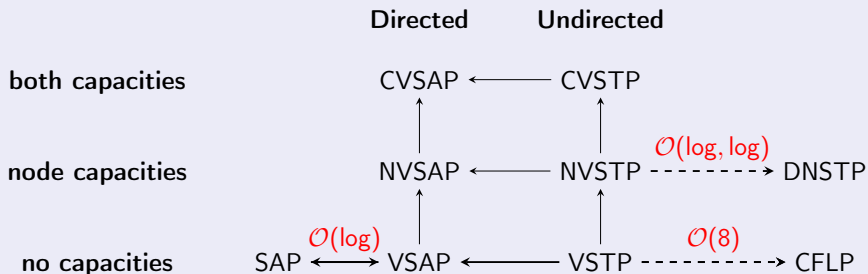 Directed Undirected
both capacities CVSAP CVSTP
O(log, log)
node capacities NVSAP NVSTP DNSTP
O(log) O(8)
no capacities SAP VSAP VSTP CFLP